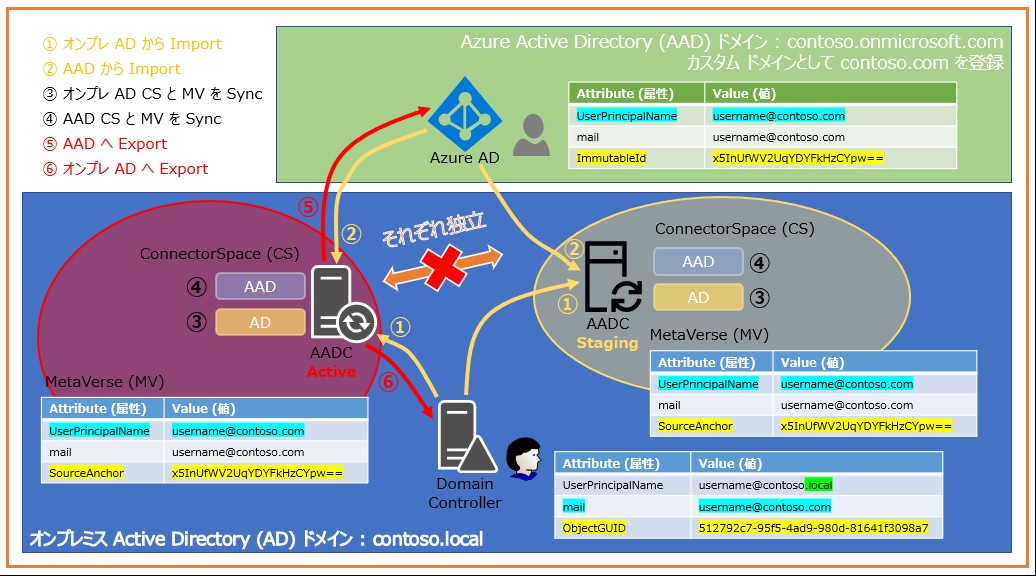 ① オンプレ AD から Import
② AAD から Import
③ オンプレ AD CS と MV を Sync
④ AAD CS と MV を Sync
⑤ AAD へ Export
⑥ オンプレ AD へ Export
Azure Active Directory (AAD) ドメイン : contoso.onmicrosoft.com
カスタム ドメインとして contoso.com を登録
Attribute (属性) Value (値)
UserPrincipalName username@contoso.com
mail username@contoso.com
ImmutableId x5InUfWV2UqYDYFkHzCYpw==
Azure AD
⑤
②
それぞれ独立
ConnectorSpace (CS)
④ AAD
③ AD
AADC
Active
①
⑥
MetaVerse (MV)
Attribute (属性) Value (値)
UserPrincipalName username@contoso.com
mail username@contoso.com
SourceAnchor x5InUfWV2UqYDYFkHzCYpw==
②
①
AADC
Staging
ConnectorSpace (CS)
AAD ④
AD ③
MetaVerse (MV)
Attribute (属性) Value (値)
UserPrincipalName username@contoso.com
mail username@contoso.com
SourceAnchor x5InUfWV2UqYDYFkHzCYpw==
Domain
Controller
Attribute (属性) Value (値)
UserPrincipalName username@contoso.local
mail username@contoso.com
ObjectGUID 512792c7-95f5-4ad9-980d-81641f3098a7
オンプレミス Active Directory (AD) ドメイン : contoso.local